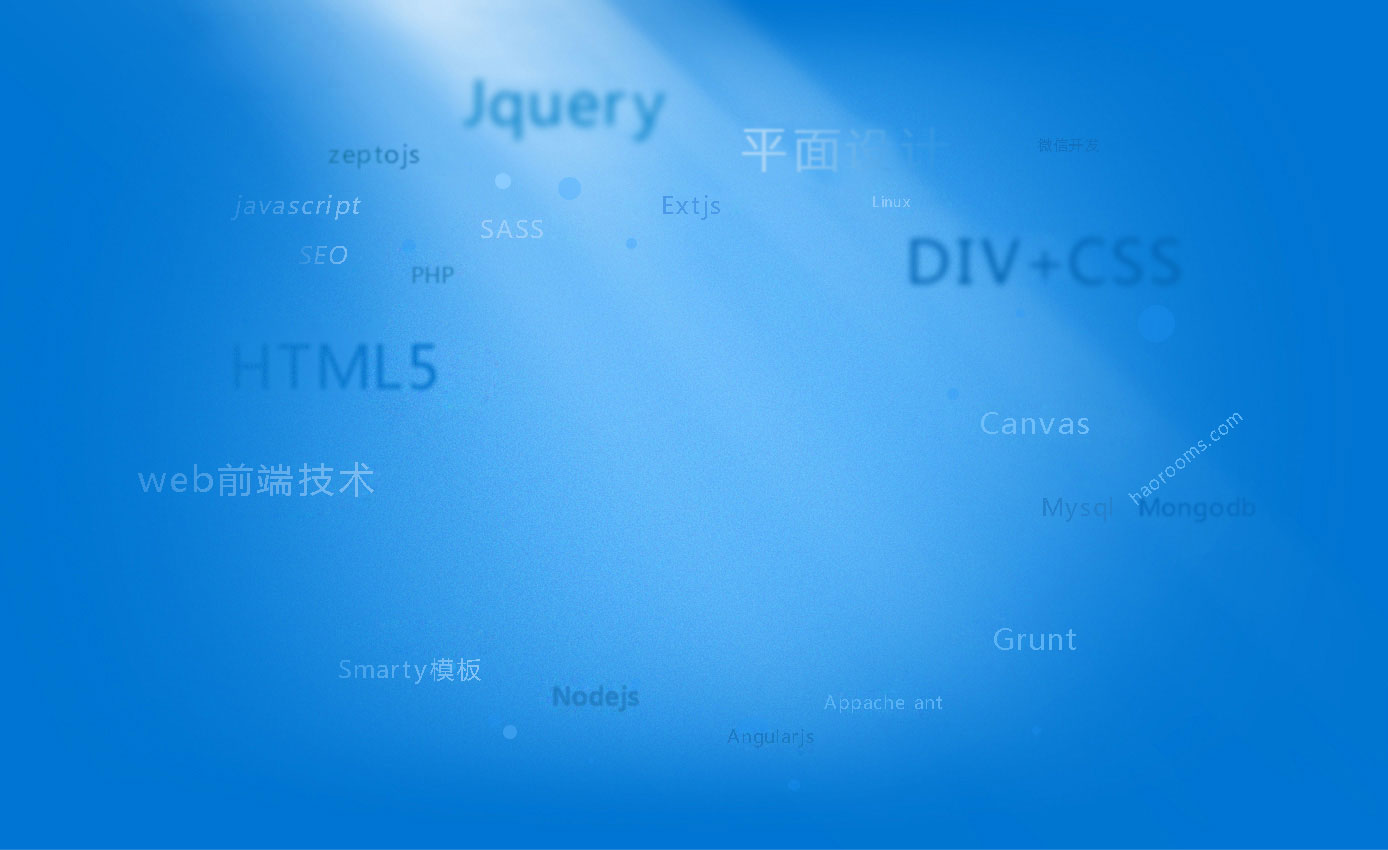 Jquery
平面设计
微信开发
zeptojs
javascript
Extjs
Linux
SASS
SEO
DIV+CSS
PHP
HTML5
Canvas
haorooms.com
web前端技术
Mysql
Mongodb
Grunt
Smarty模板
Nodejs
Appache ant
Angularjs